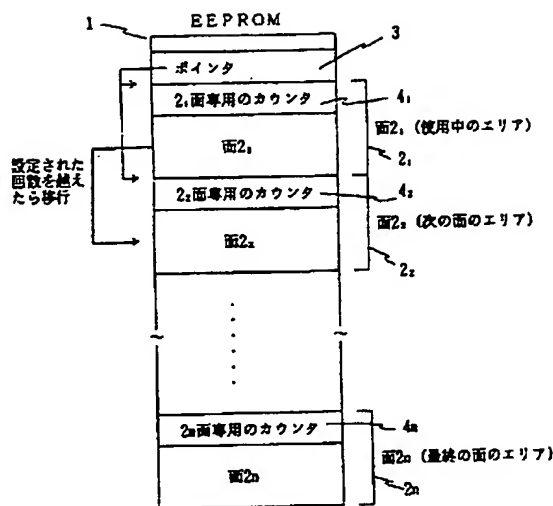 EEPROM
1
ポインタ
3
2₁面専用のカウンタ
4₁
面2₁
面2₁ (使用中のエリア)
2₁
設定された
回数を越え
たら移行
2₂面専用のカウンタ
4₂
面2₂
面2₂ (次の面のエリア)
2₂
2n面専用のカウンタ
4n
面2n
面2n (最終の面のエリア)
2n